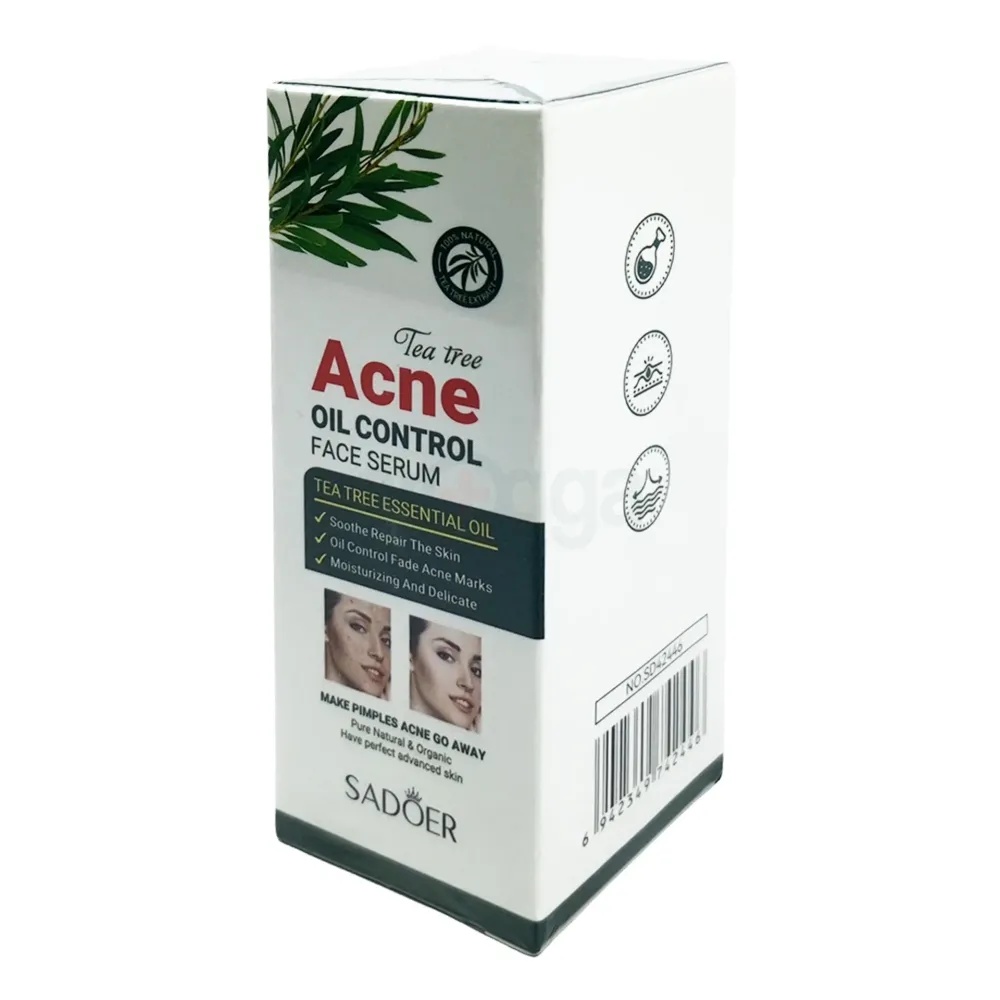 100% NATURAL
TEA TREE EXTRACT
Tea tree
Acne
OIL CONTROL
FACE SERUM
TEA TREE ESSENTIAL OIL
✓ Soothe Repair The Skin
✓ Oil Control Fade Acne Marks
✓ Moisturizing And Delicate
MAKE PIMPLES ACNE GO AWAY
Pure Natural & Organic
Have perfect advanced skin
SADOER
NO.SD42446
6 942349 742446